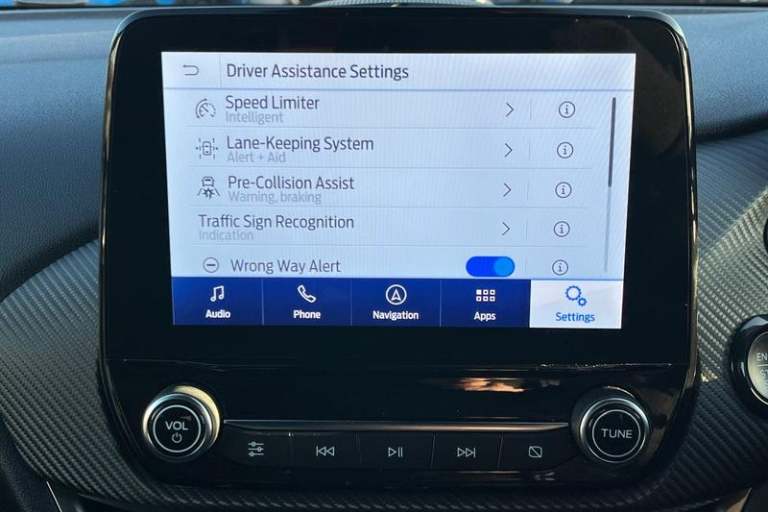 Driver Assistance Settings
Speed Limiter
Intelligent
Lane-Keeping System
Alert + Aid
Pre-Collision Assist
Warning, braking
Traffic Sign Recognition
Indication
Wrong Way Alert
Audio Phone Navigation Apps Settings
VOL
TUNE